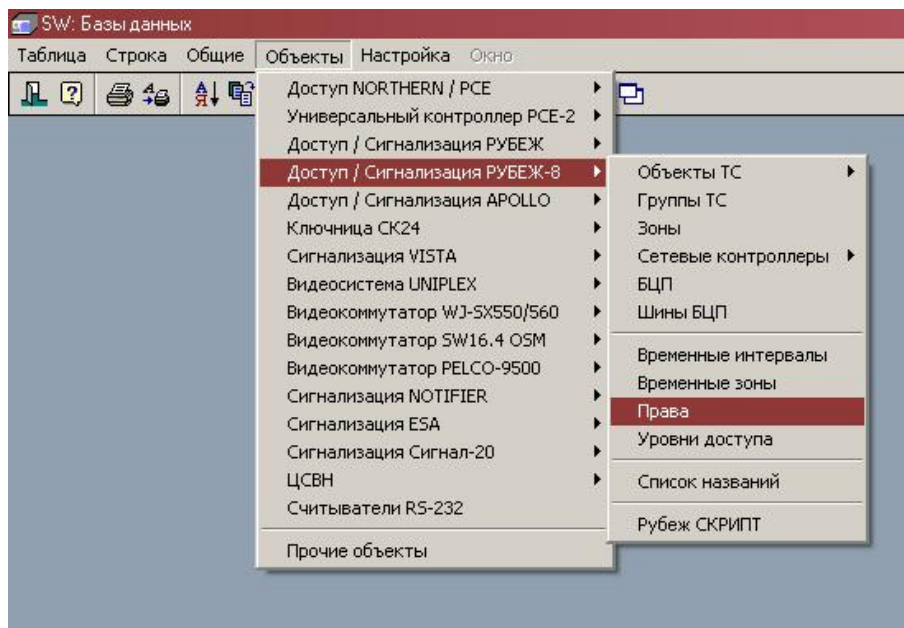 SW: Базы данных
Таблица Строка Общие Объекты Настройка Окно
Доступ NORTHERN / PCE
Универсальный контроллер PCE-2
Доступ / Сигнализация РУБЕЖ
Доступ / Сигнализация РУБЕЖ-8
Доступ / Сигнализация APOLLO
Ключница СК24
Сигнализация VISTA
Видеосистема UNIPLEX
Видеокоммутатор WJ-SX550/560
Видеокоммутатор SW16.4 OSM
Видеокоммутатор PELCO-9500
Сигнализация NOTIFIER
Сигнализация ESA
Сигнализация Сигнал-20
ЦСВН
Считыватели RS-232
Прочие объекты
Объекты ТС
Группы ТС
Зоны
Сетевые контроллеры
БЦП
Шины БЦП
Временные интервалы
Временные зоны
Права
Уровни доступа
Список названий
Рубеж СКРИПТ